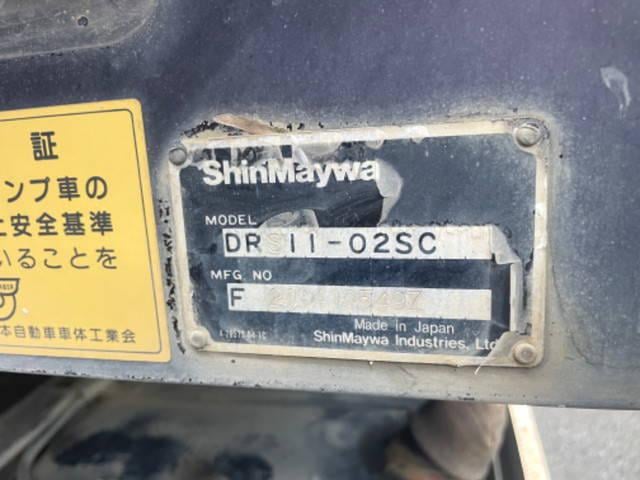 証
ンプ車の
安全基準
いることを
本自動車車体工業会
ShinMaywa
MODEL
DRS11-02SC
MFG. NO
F
Made in Japan
ShinMaywa Industries, Ltd